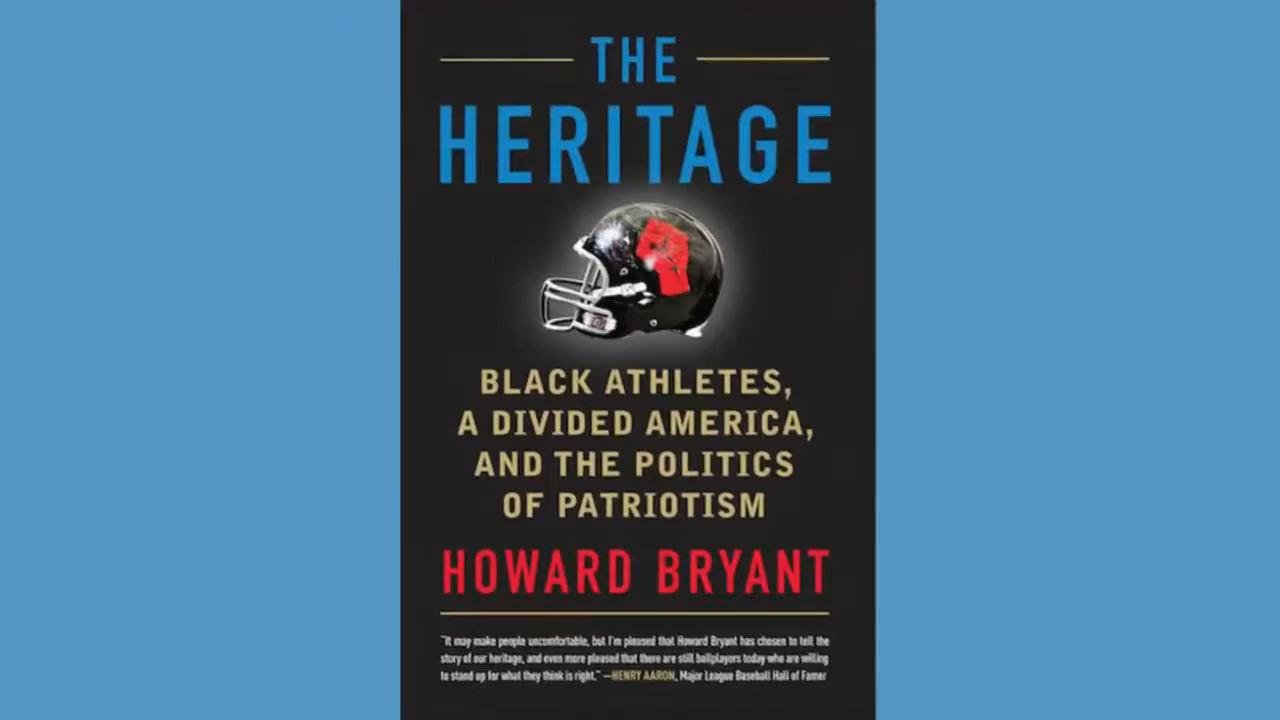 THE
HERITAGE
BLACK ATHLETES,
A DIVIDED AMERICA,
AND THE POLITICS
OF PATRIOTISM
HOWARD BRYANT
"It may make people uncomfortable, but I'm pleased that Howard Bryant has chosen to tell the
story of our heritage, and even more pleased that there are still ballplayers today who are willing
to stand up for what they think is right." —HENRY AARON, Major League Baseball Hall of Famer